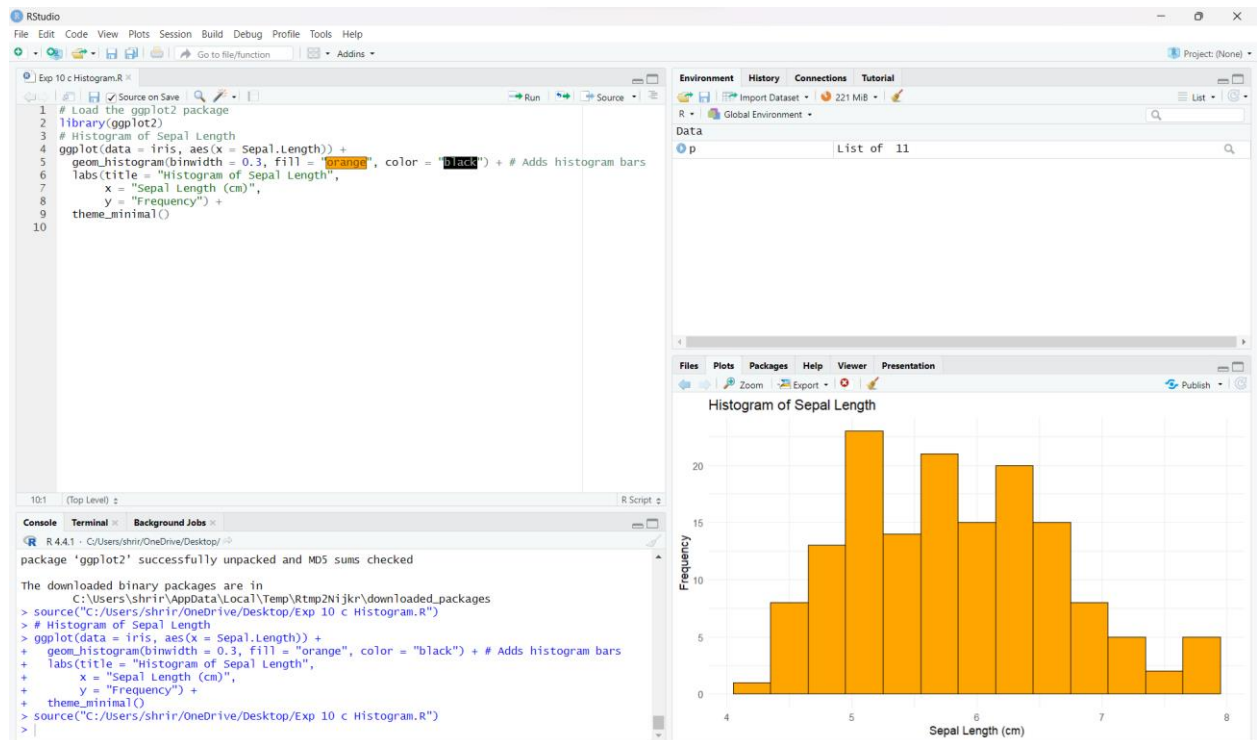 RStudio
File Edit Code View Plots Session Build Debug Profile Tools Help
Go to file/function Addins Project: (None)
Exp 10 c Histogram.R
Source on Save Run Source
1 # Load the ggplot2 package
2 library(ggplot2)
3 # Histogram of Sepal Length
4 ggplot(data = iris, aes(x = Sepal.Length)) +
5 geom_histogram(binwidth = 0.3, fill = "orange", color = "black") + # Adds histogram bars
6 labs(title = "Histogram of Sepal Length",
7 x = "Sepal Length (cm)",
8 y = "Frequency") +
9 theme_minimal()
10
10:1 (Top Level) R Script
Console Terminal Background Jobs
R 4.4.1 · C:/Users/shrir/OneDrive/Desktop/
package ‘ggplot2’ successfully unpacked and MD5 sums checked
The downloaded binary packages are in
C:\Users\shrir\AppData\Local\Temp\Rtmp2Nijkr\downloaded_packages
> source("C:/Users/shrir/OneDrive/Desktop/Exp 10 c Histogram.R")
> # Histogram of Sepal Length
> ggplot(data = iris, aes(x = Sepal.Length)) +
+ geom_histogram(binwidth = 0.3, fill = "orange", color = "black") + # Adds histogram bars
+ labs(title = "Histogram of Sepal Length",
+ x = "Sepal Length (cm)",
+ y = "Frequency") +
+ theme_minimal()
> source("C:/Users/shrir/OneDrive/Desktop/Exp 10 c Histogram.R")
>
Environment History Connections Tutorial
Import Dataset 221 MiB List
R Global Environment
Data
p List of 11
Files Plots Packages Help Viewer Presentation
Zoom Export Publish
Histogram of Sepal Length
20
15
10
5
0
Frequency
4 5 6 7 8
Sepal Length (cm)